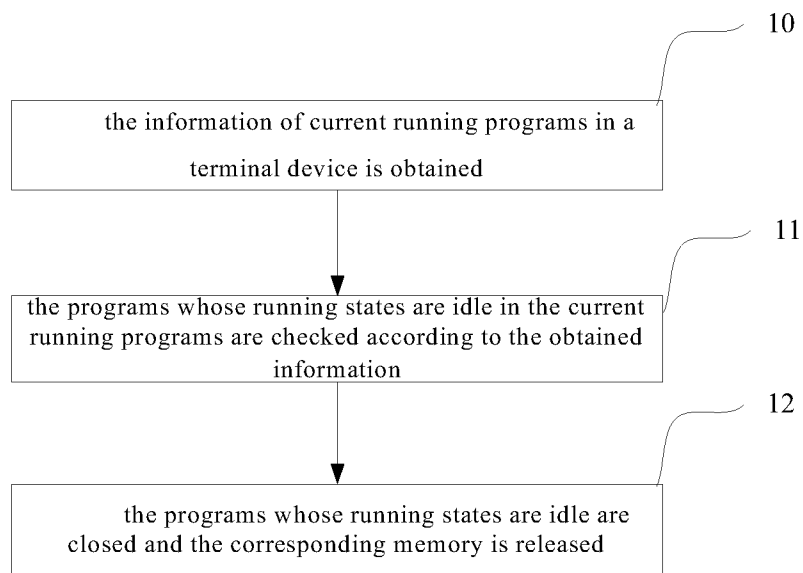 10
the information of current running programs in a
terminal device is obtained
11
the programs whose running states are idle in the current
running programs are checked according to the obtained
information
12
the programs whose running states are idle are
closed and the corresponding memory is released